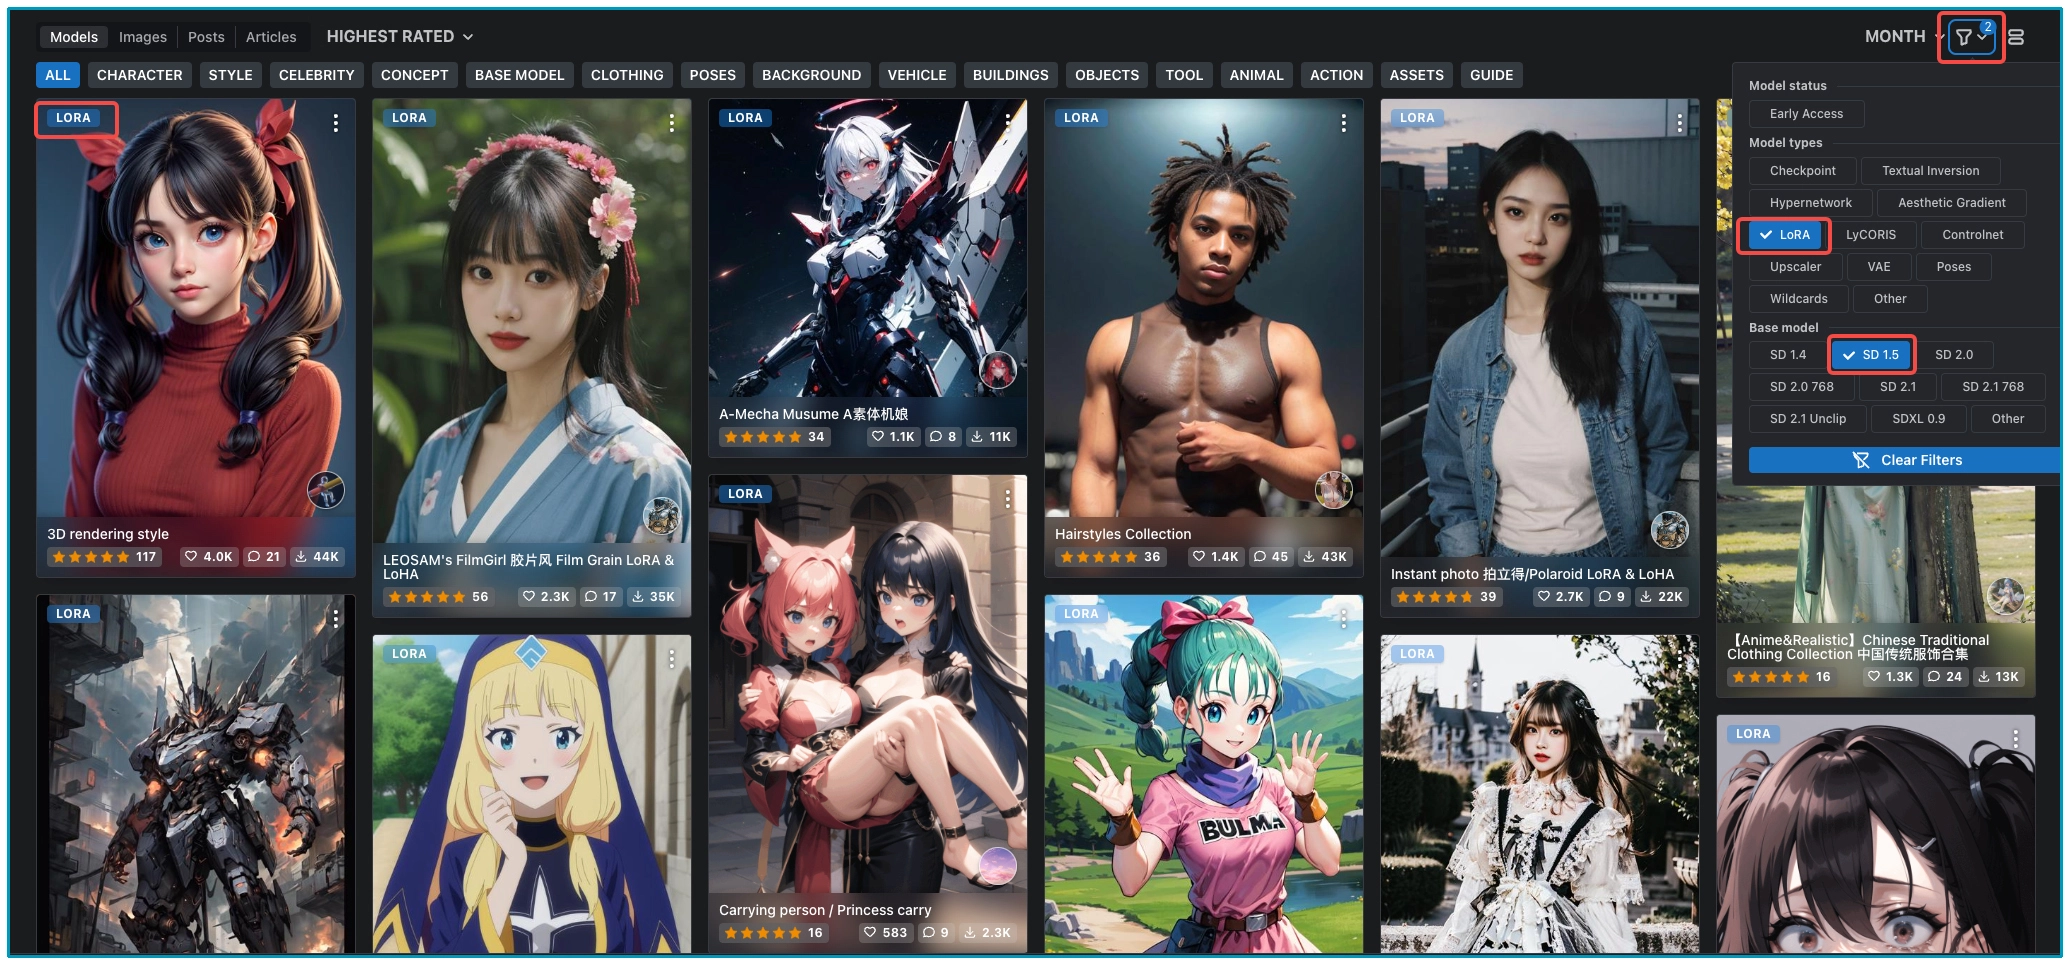 Models Images Posts Articles HIGHEST RATED MONTH 2
ALL CHARACTER STYLE CELEBRITY CONCEPT BASE MODEL CLOTHING POSES BACKGROUND VEHICLE BUILDINGS OBJECTS TOOL ANIMAL ACTION ASSETS GUIDE
LORA
3D rendering style
117 4.0K 21 44K
LORA
LORA
LEOSAM's FilmGirl 胶片风 Film Grain LoRA &
LoHA
56 2.3K 17 35K
LORA
LORA
A-Mecha Musume A素体机娘
34 1.1K 8 11K
LORA
Carrying person / Princess carry
16 583 9 2.3K
LORA
Hairstyles Collection
36 1.4K 45 43K
LORA
BULMA
LORA
Instant photo 拍立得/Polaroid LoRA & LoHA
39 2.7K 9 22K
LORA
【Anime&Realistic】Chinese Traditional
Clothing Collection 中国传统服饰合集
16 1.3K 24 13K
LORA
Model status
Early Access
Model types
Checkpoint Textual Inversion
Hypernetwork Aesthetic Gradient
LoRA LyCORIS Controlnet
Upscaler VAE Poses
Wildcards Other
Base model
SD 1.4 SD 1.5 SD 2.0
SD 2.0 768 SD 2.1 SD 2.1 768
SD 2.1 Unclip SDXL 0.9 Other
Clear Filters